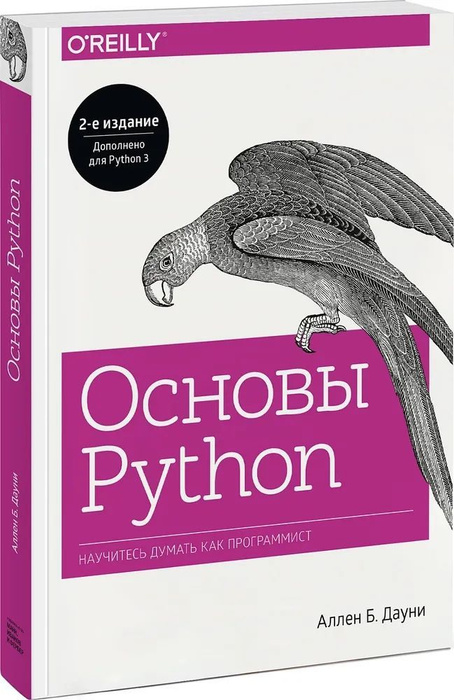 O'REILLY®
2-е издание
Дополнено
для Python 3
Основы
Python
НАУЧИТЕСЬ ДУМАТЬ КАК ПРОГРАММИСТ
Аллен Б. Дауни
Основы Python
Аллен Б. Дауни